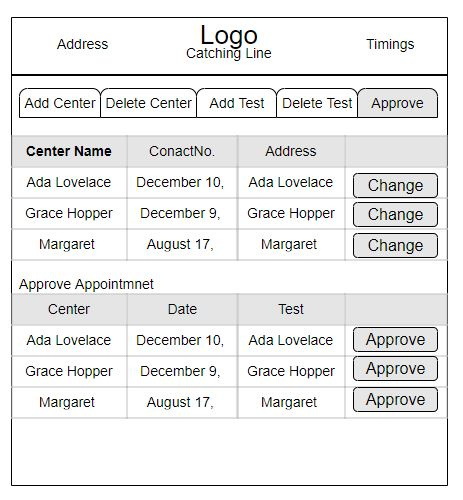 Address Logo Timings
Catching Line
Add Center Delete Center Add Test Delete Test Approve
Center Name ConactNo. Address
Ada Lovelace December 10, Ada Lovelace Change
Grace Hopper December 9, Grace Hopper Change
Margaret August 17, Margaret Change
Approve Appointmnet
Center Date Test
Ada Lovelace December 10, Ada Lovelace Approve
Grace Hopper December 9, Grace Hopper Approve
Margaret August 17, Margaret Approve